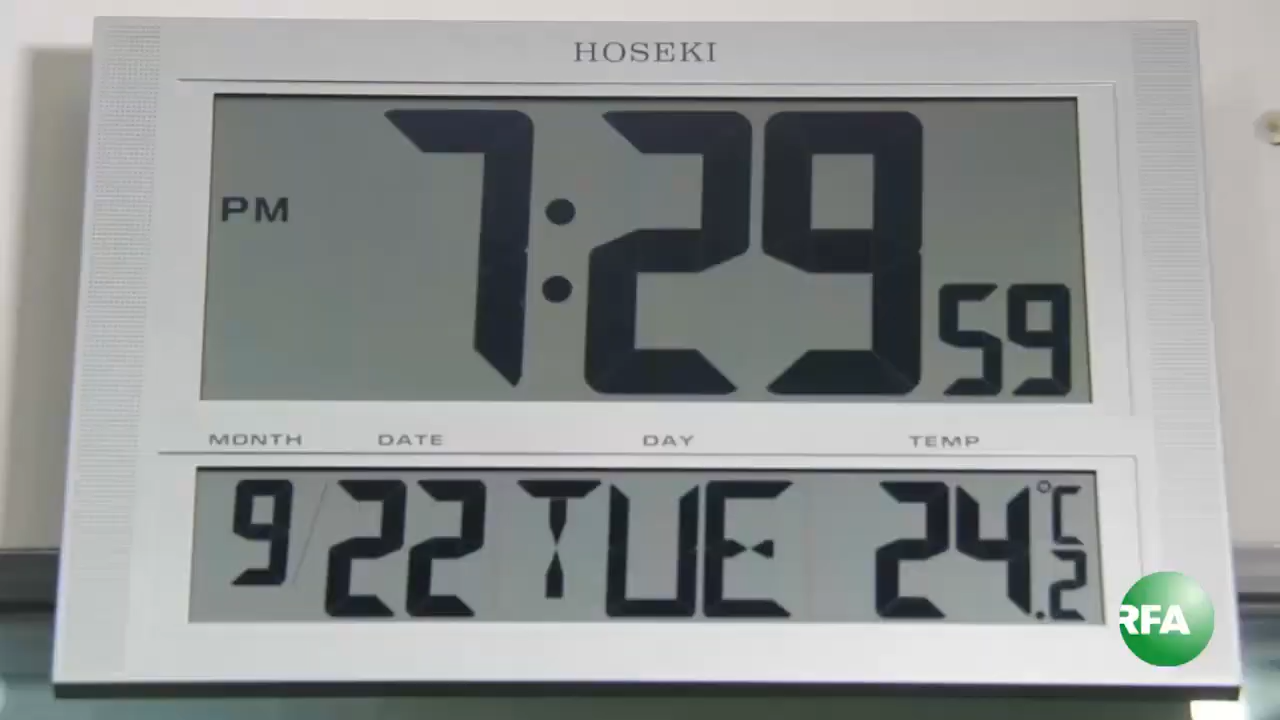 HOSEKI
PM 7:29 59
MONTH DATE DAY TEMP
9/22 TUE 24.2°C
RFA